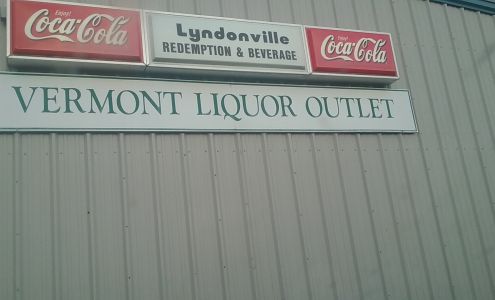 Enjoy!
Coca-Cola
Lyndonville
REDEMPTION & BEVERAGE
Enjoy!
Coca-Cola
VERMONT LIQUOR OUTLET